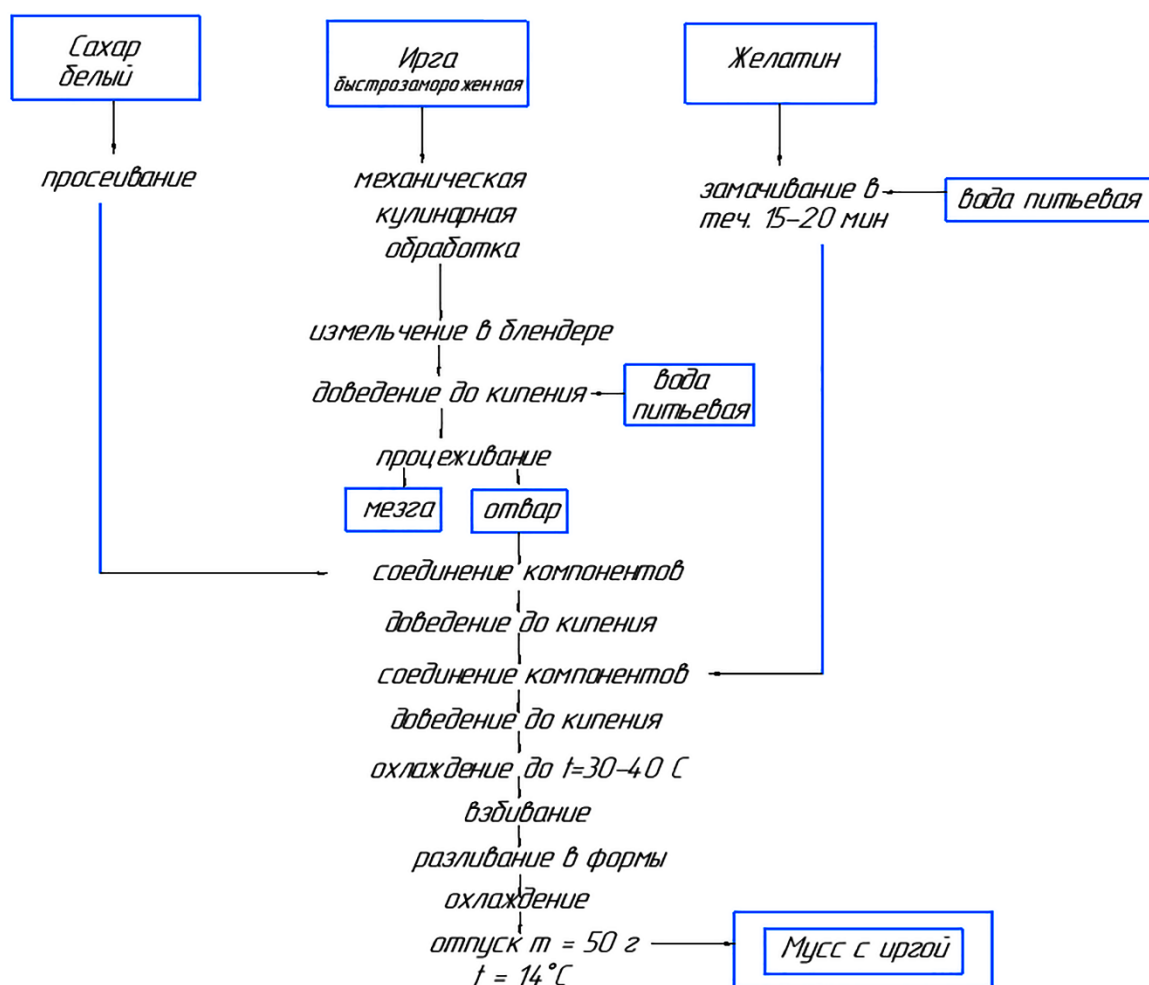 Сахар
белый
Ирга
быстрозамороженная
Желатин
просеивание
механическая
кулинарная
обработка
замачивание в
теч. 15-20 мин
вода питьевая
измельчение в блендере
доведение до кипения
вода
питьевая
процеживание
мезга
отвар
соединение компонентов
доведение до кипения
соединение компонентов
доведение до кипения
охлаждение до t=30-40 С
взбивание
разливание в формы
охлаждение
отпуск m = 50 г
t = 14°С
Мусс с иргой